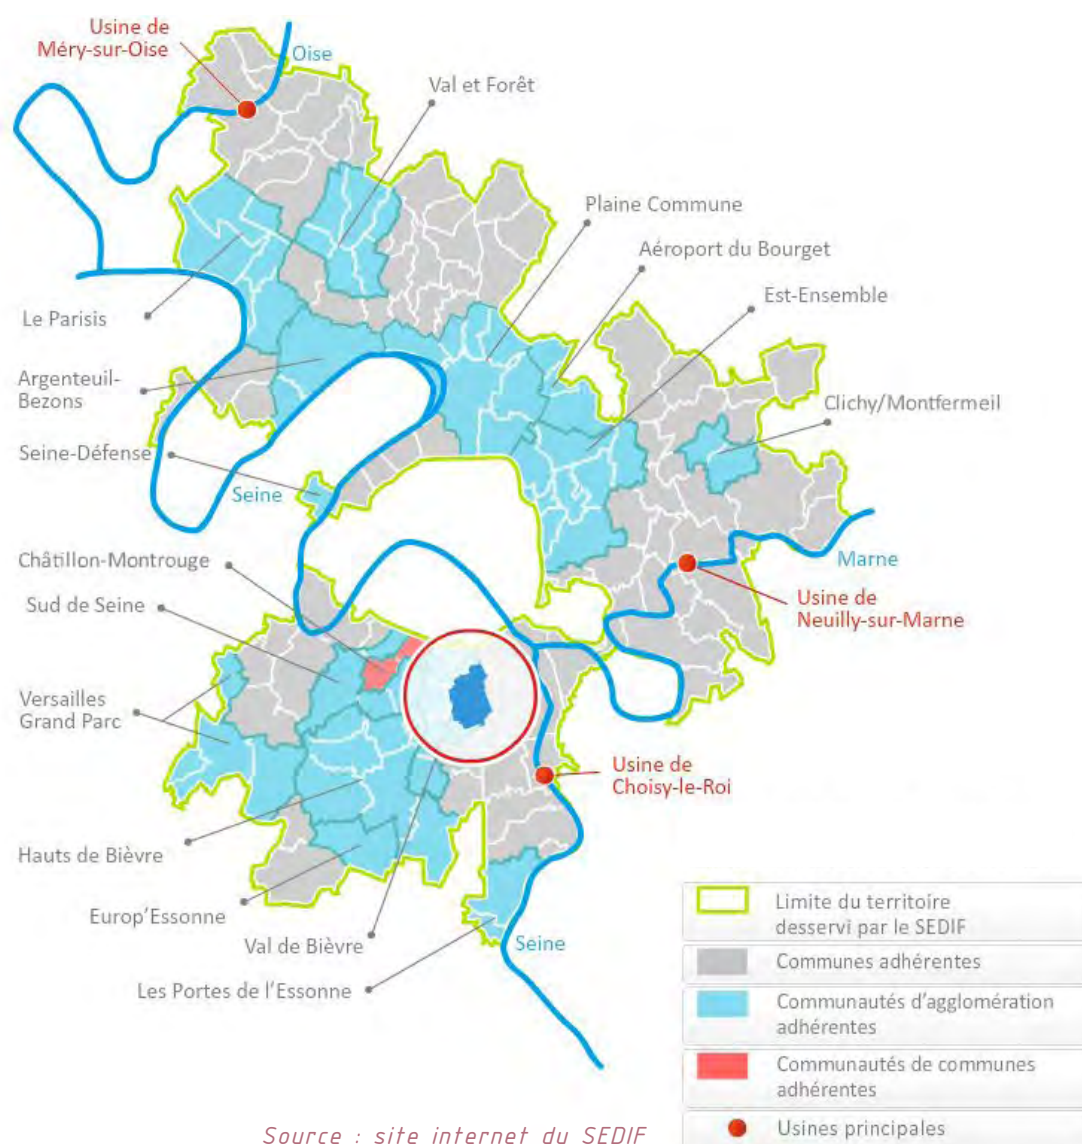 Usine de
Méry-sur-Oise
Oise
Val et Forêt
Plaine Commune
Aéroport du Bourget
Est-Ensemble
Le Parisis
Argenteuil-
Bezons
Clichy/Montfermeil
Seine-Défense
Seine
Châtillon-Montrouge
Marne
Sud de Seine
Usine de
Neuilly-sur-Marne
Versailles
Grand Parc
Usine de
Choisy-le-Roi
Hauts de Bièvre
Europ'Essonne
Val de Bièvre
Seine
Les Portes de l'Essonne
Limite du territoire
desservi par le SEDIF
Communes adhérentes
Communautés d'agglomération
adhérentes
Communautés de communes
adhérentes
Usines principales
Source : site internet du SEDIF